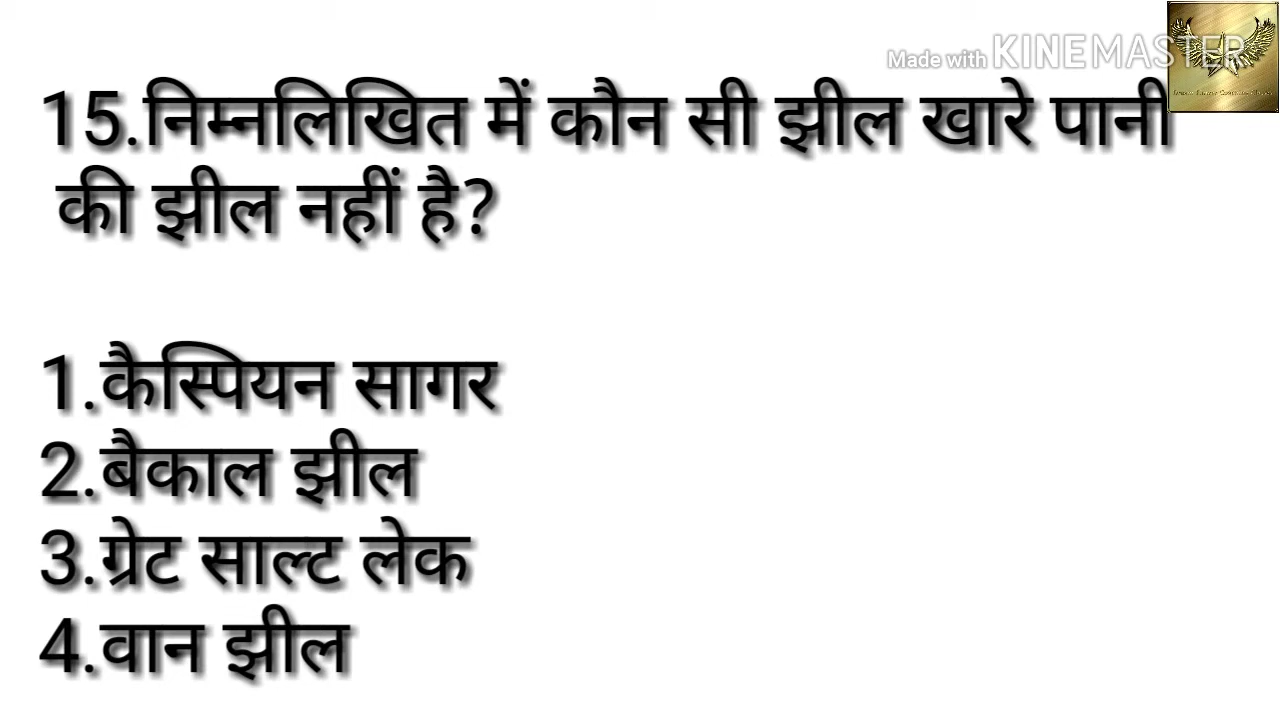 Made with KINEMASTER
15.निम्नलिखित में कौन सी झील खारे पानी
की झील नहीं है?
1.कैस्पियन सागर
2.बैकाल झील
3.ग्रेट साल्ट लेक
4.वान झील